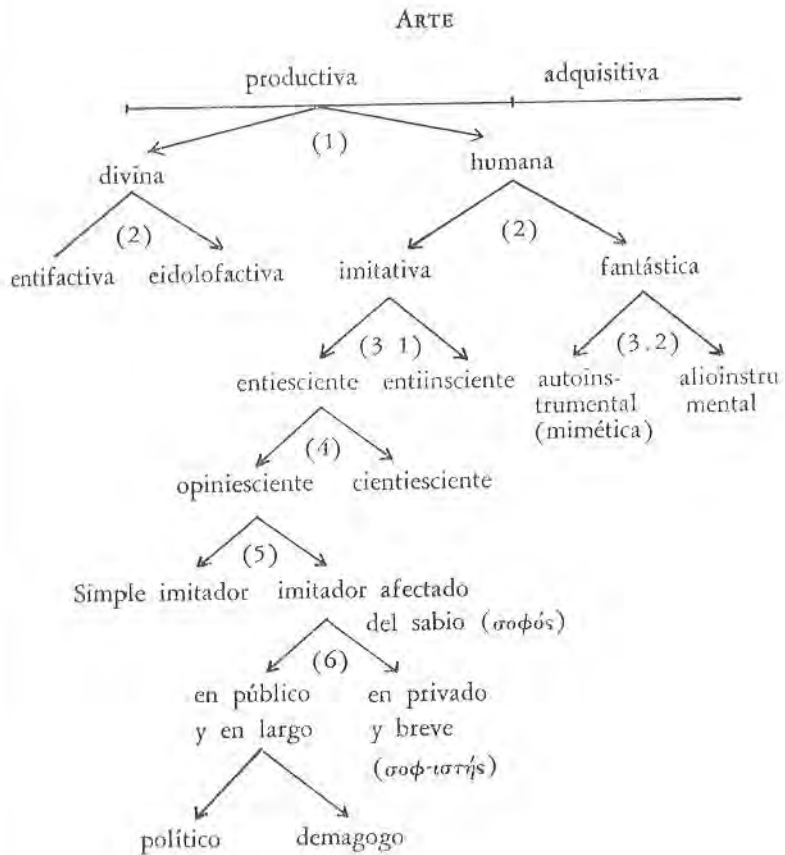 ARTE
productiva adquisitiva
(1)
divina humana
(2) (2)
entifactiva eidolofactiva imitativa fantástica
(3 1) (3.2)
entiesciente entiinsciente autoins- alioinstru
trumental mental
(mimética)
(4)
opiniesciente cientiesciente
(5)
Simple imitador imitador afectado
del sabio (σοφός)
(6)
en público en privado
y en largo y breve
(σοφ-ιστής)
político demagogo